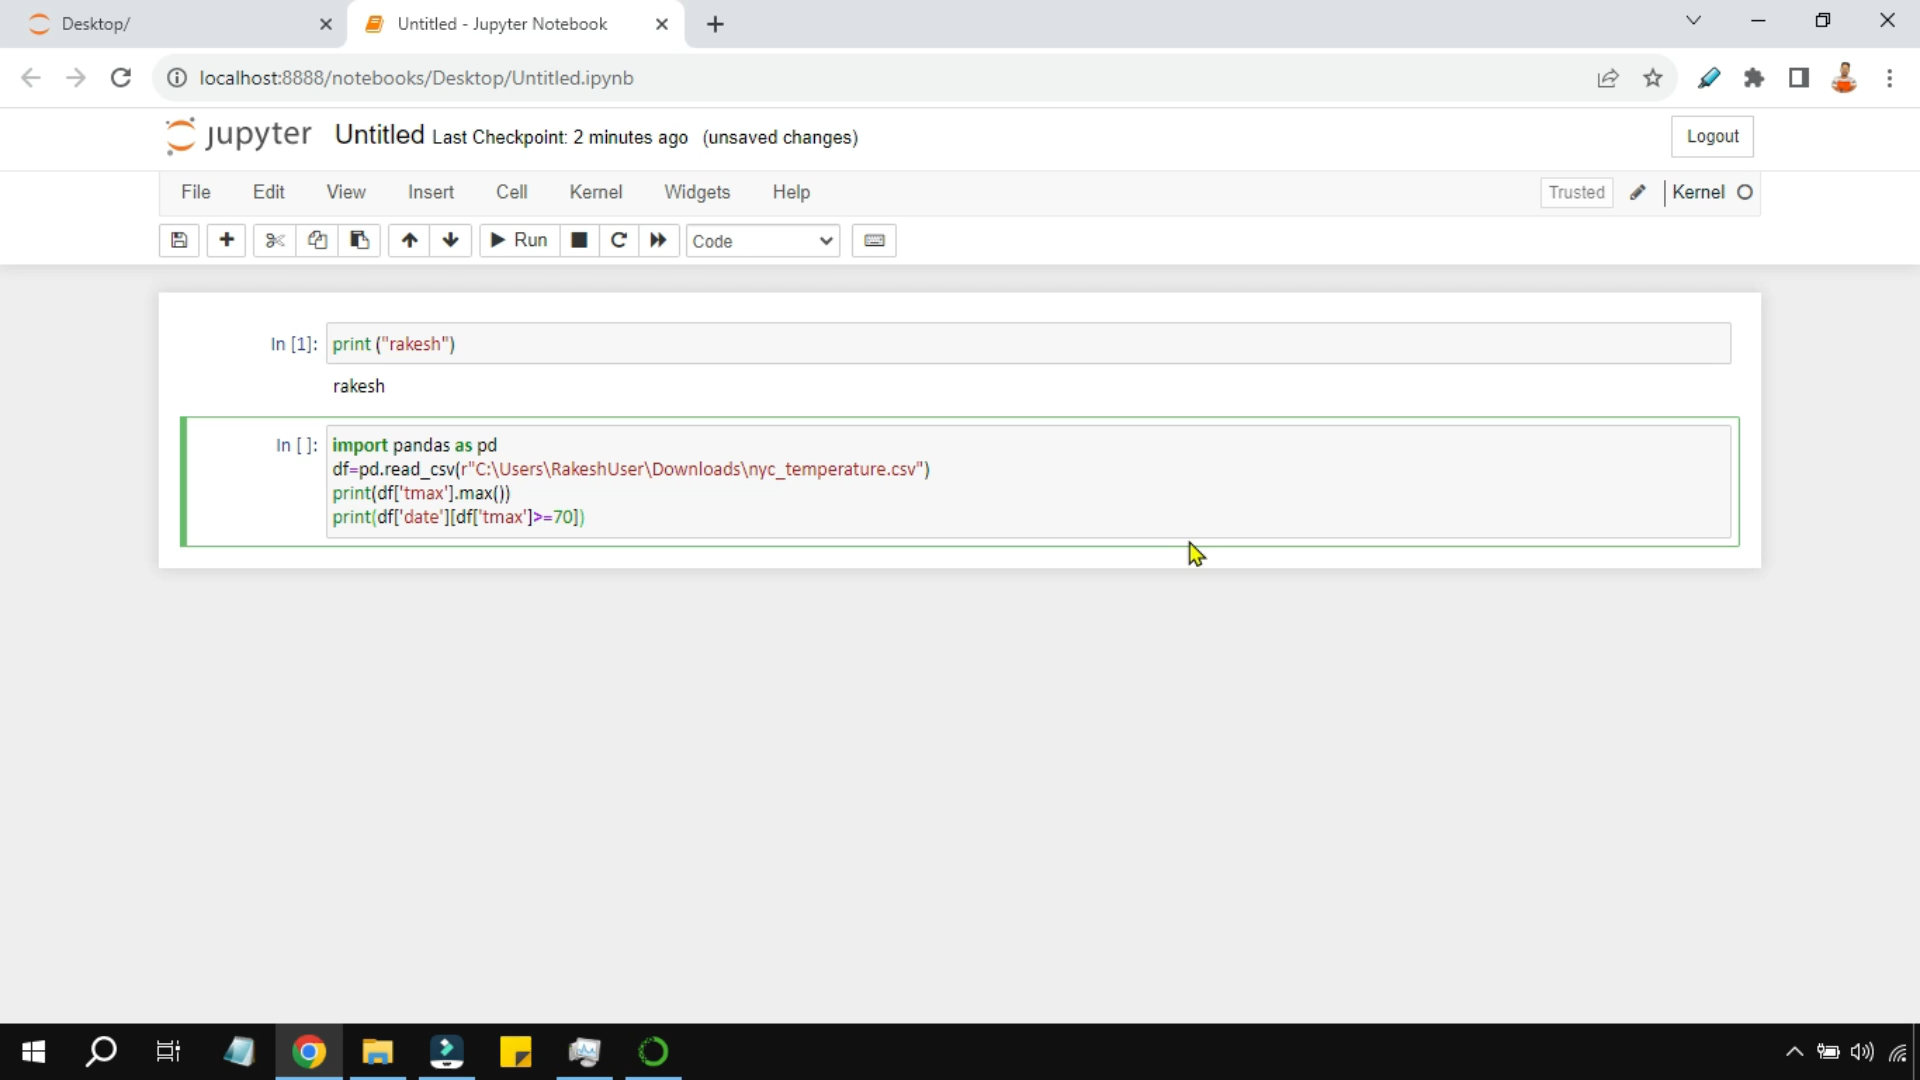 Desktop/
Untitled - Jupyter Notebook
localhost:8888/notebooks/Desktop/Untitled.ipynb
jupyter Untitled Last Checkpoint: 2 minutes ago (unsaved changes)
Logout
File Edit View Insert Cell Kernel Widgets Help
Trusted Kernel
Run Code
In [1]: print ("rakesh")
rakesh
In [ ]: import pandas as pd
df=pd.read_csv(r"C:\Users\RakeshUser\Downloads\nyc_temperature.csv")
print(df['tmax'].max())
print(df['date'][df['tmax']>=70])